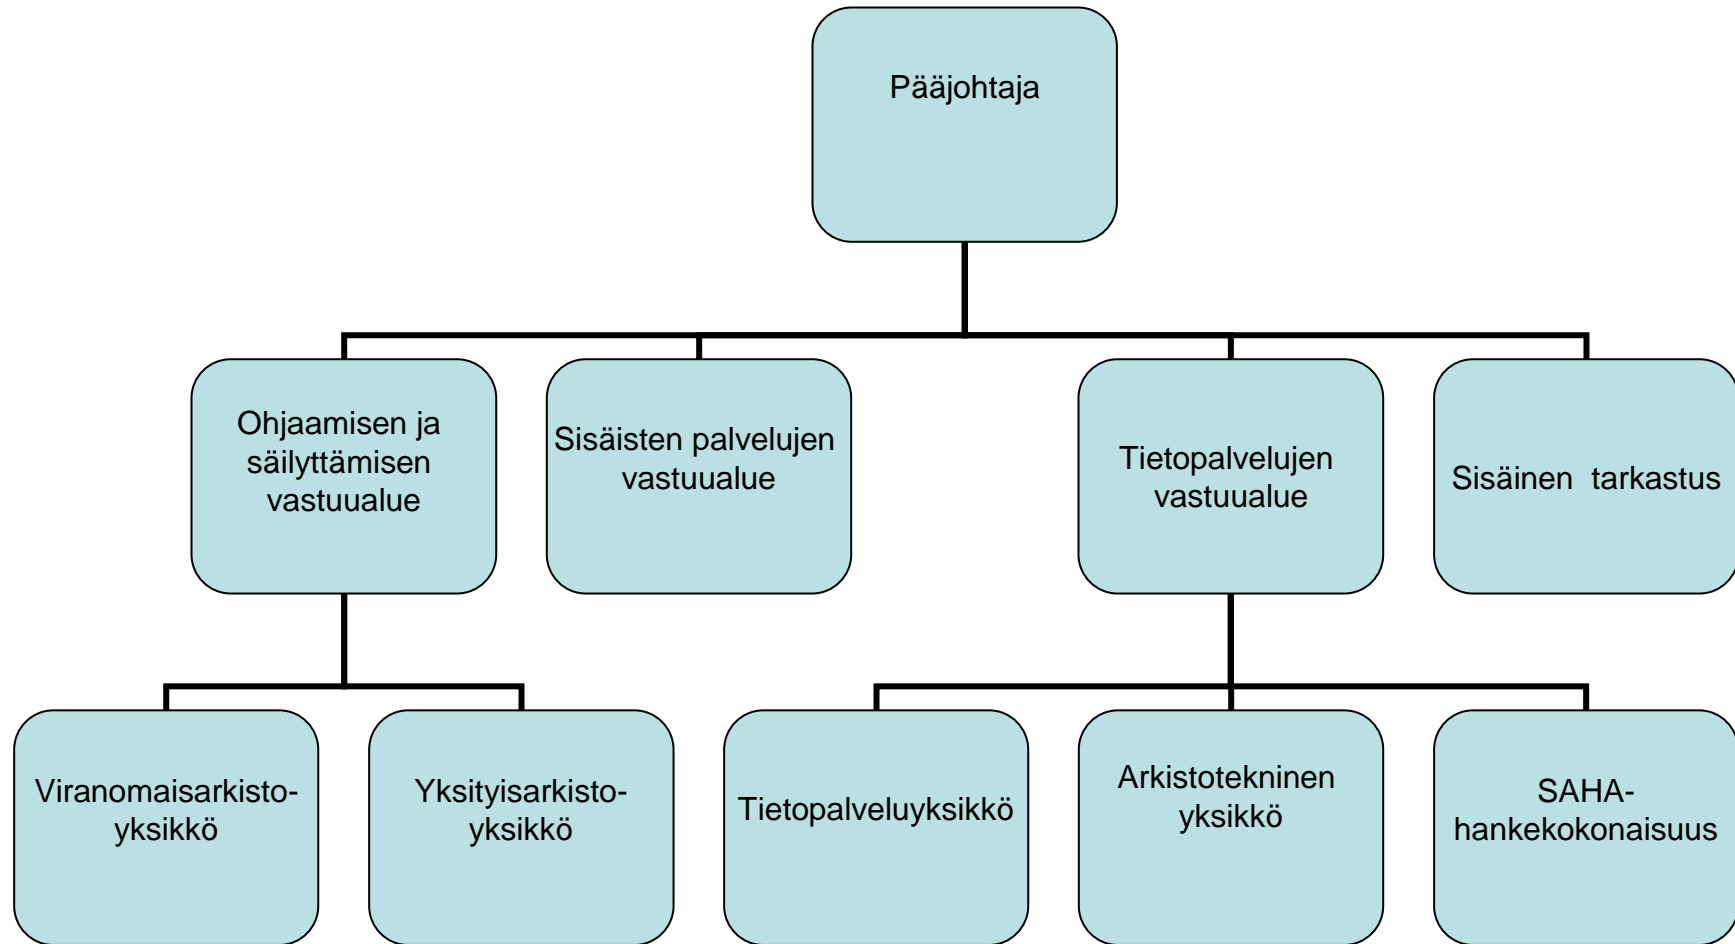 Pääjohtaja
Ohjaamisen ja
säilyttämisen
vastuualue
Sisäisten palvelujen
vastuualue
Tietopalvelujen
vastuualue
Sisäinen tarkastus
Viranomaisarkisto-
yksikkö
Yksityisarkisto-
yksikkö
Tietopalveluyksikkö
Arkistotekninen
yksikkö
SAHA-
hankekokonaisuus